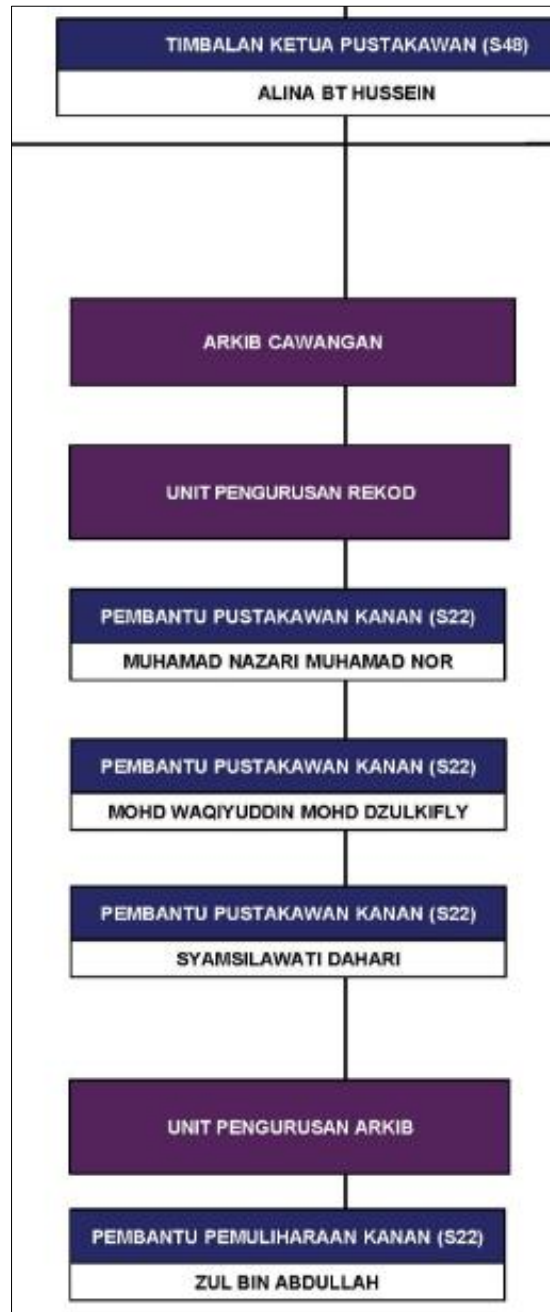 TIMBALAN KETUA PUSTAKAWAN (S48)
ALINA BT HUSSEIN
ARKIB CAWANGAN
UNIT PENGURUSAN REKOD
PEMBANTU PUSTAKAWAN KANAN (S22)
MUHAMAD NAZARI MUHAMAD NOR
PEMBANTU PUSTAKAWAN KANAN (S22)
MOHD WAQIYUDDIN MOHD DZULKIFLY
PEMBANTU PUSTAKAWAN KANAN (S22)
SYAMSILAWATI DAHARI
UNIT PENGURUSAN ARKIB
PEMBANTU PEMULIHARAAN KANAN (S22)
ZUL BIN ABDULLAH